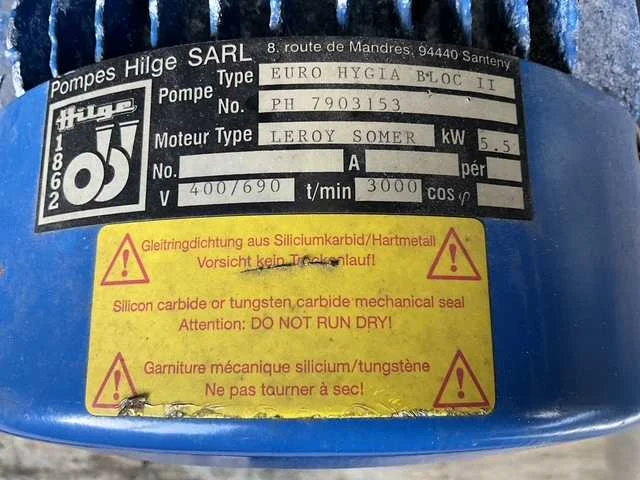 Pompes Hilge SARL 8. route de Mandres, 94440 Santeny
Hilge
1862
Pompe Type EURO HYGIA BLOC II
No. PH 7903153
Moteur Type LEROY SOMER kW 5.5
No. A per
V 400/690 t/min 3000 cos φ
Gleitringdichtung aus Siliciumkarbid/Hartmetall
Vorsicht kein Trockenlauf!
Silicon carbide or tungsten carbide mechanical seal
Attention: DO NOT RUN DRY!
Garniture mécanique silicium/tungstène
Ne pas tourner à sec!